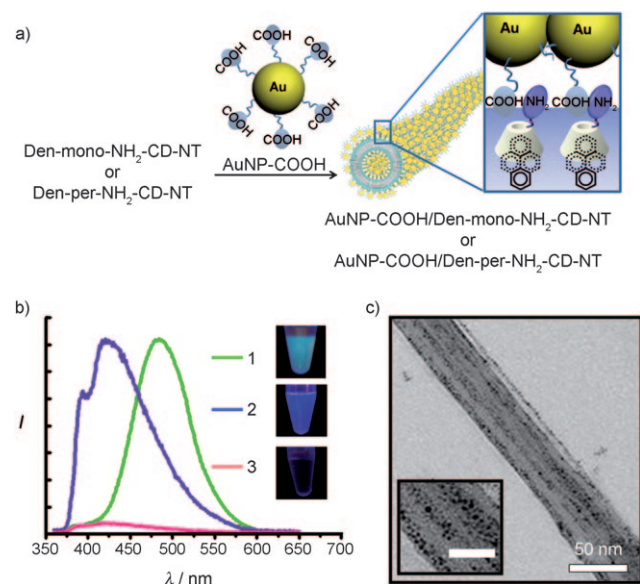 a)
COOH
COOH COOH
Au
COOH COOH
COOH
Den-mono-NH₂-CD-NT
or
Den-per-NH₂-CD-NT
AuNP-COOH
Au Au
COOH NH₂ COOH NH₂
AuNP-COOH/Den-mono-NH₂-CD-NT
or
AuNP-COOH/Den-per-NH₂-CD-NT
b)
I
1
2
3
350 400 450 500 550 600 650 700
λ / nm
c)
50 nm